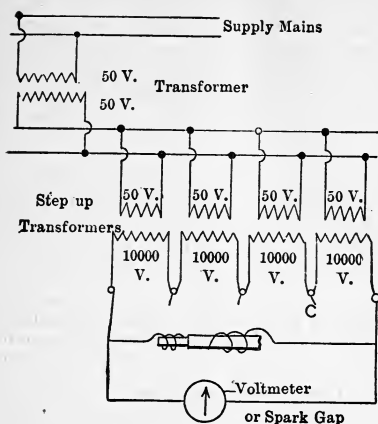 Supply Mains
50 V.
Transformer
50 V.
50 V. 50 V. 50 V. 50 V.
Step up
Transformers
10000 10000 10000 10000
V. V. V. V.
C
Voltmeter
or Spark Gap